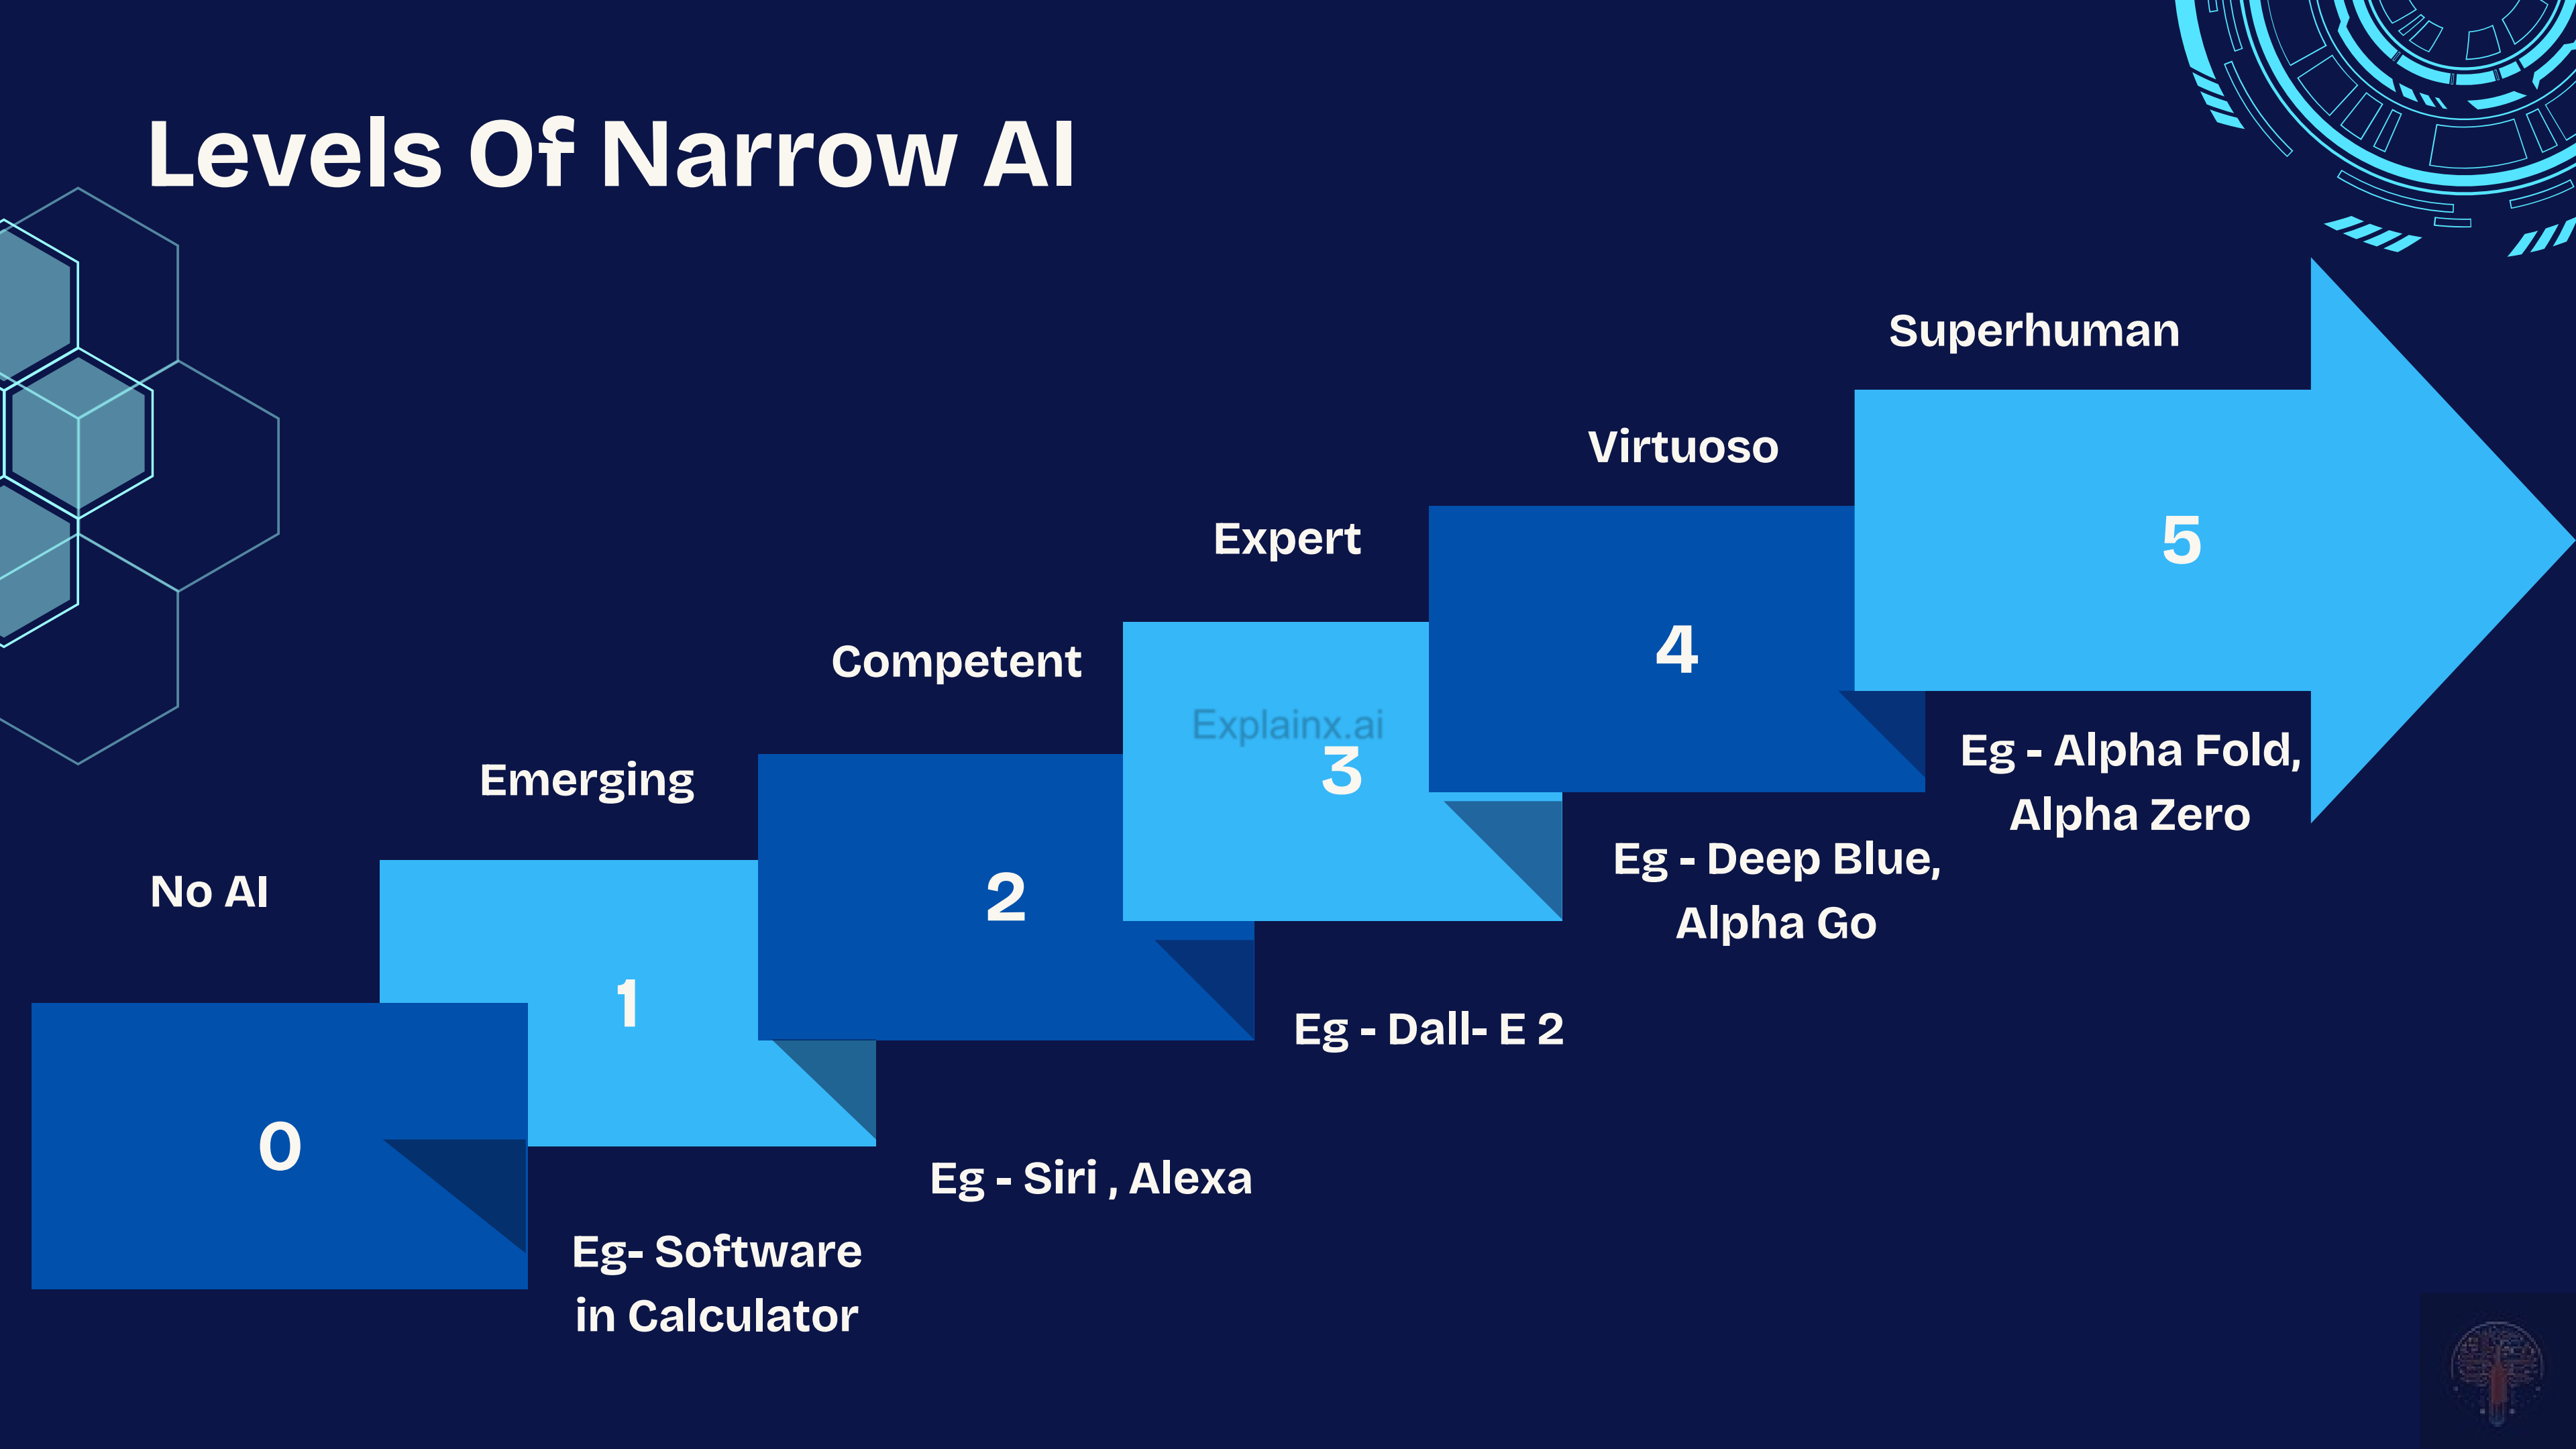 Levels Of Narrow AI
Superhuman
Virtuoso
Expert
Competent
Emerging
No AI
5
4
Explainx.ai
3
2
1
0
Eg - Alpha Fold,
Alpha Zero
Eg - Deep Blue,
Alpha Go
Eg - Dall- E 2
Eg - Siri , Alexa
Eg- Software
in Calculator